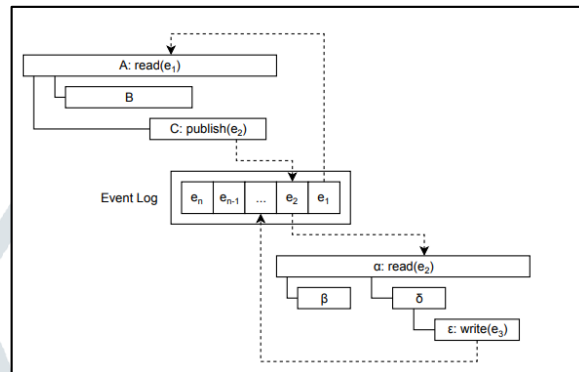 A: read(e₁)
B
C: publish(e₂)
Event Log
eₙ eₙ₋₁ ... e₂ e₁
α: read(e₂)
β δ
ε: write(e₃)